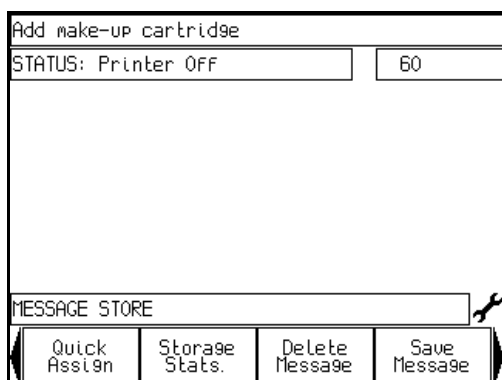 Add make-up cartridge
STATUS: Printer Off
60
MESSAGE STORE
Quick Assign
Storage Stats.
Delete Message
Save Message